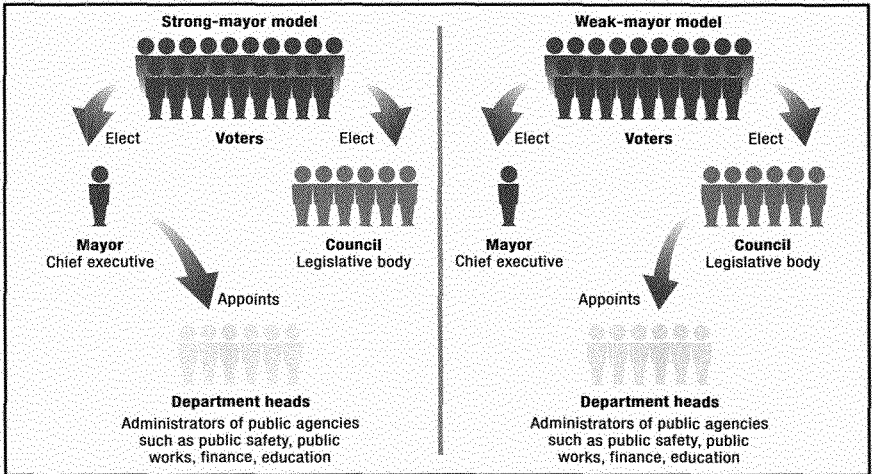 Strong-mayor model
Elect
Voters
Elect
Mayor
Chief executive
Council
Legislative body
Appoints
Department heads
Administrators of public agencies
such as public safety, public
works, finance, education
Weak-mayor model
Elect
Voters
Elect
Mayor
Chief executive
Council
Legislative body
Appoints
Department heads
Administrators of public agencies
such as public safety, public
works, finance, education